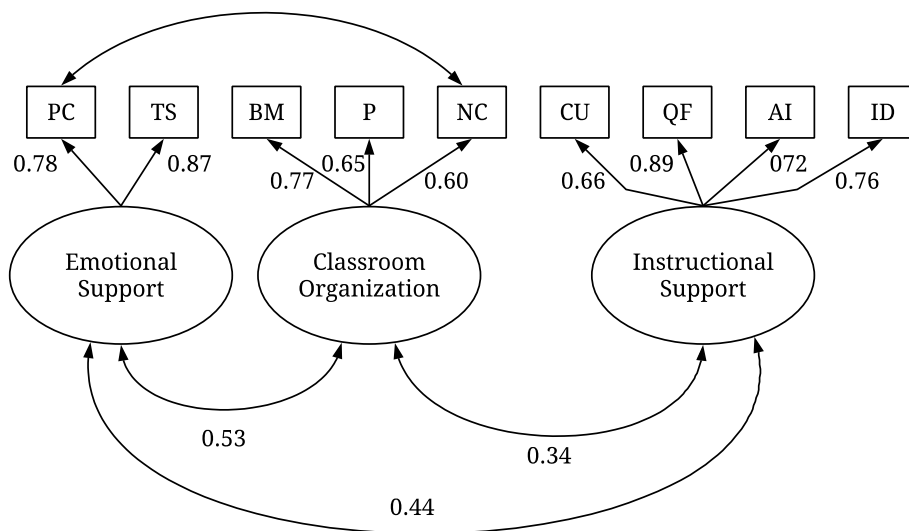 PC TS BM P NC CU QF AI ID
0.78 0.87 0.77 0.65 0.60 0.66 0.89 072 0.76
Emotional
Support
Classroom
Organization
Instructional
Support
0.53
0.34
0.44